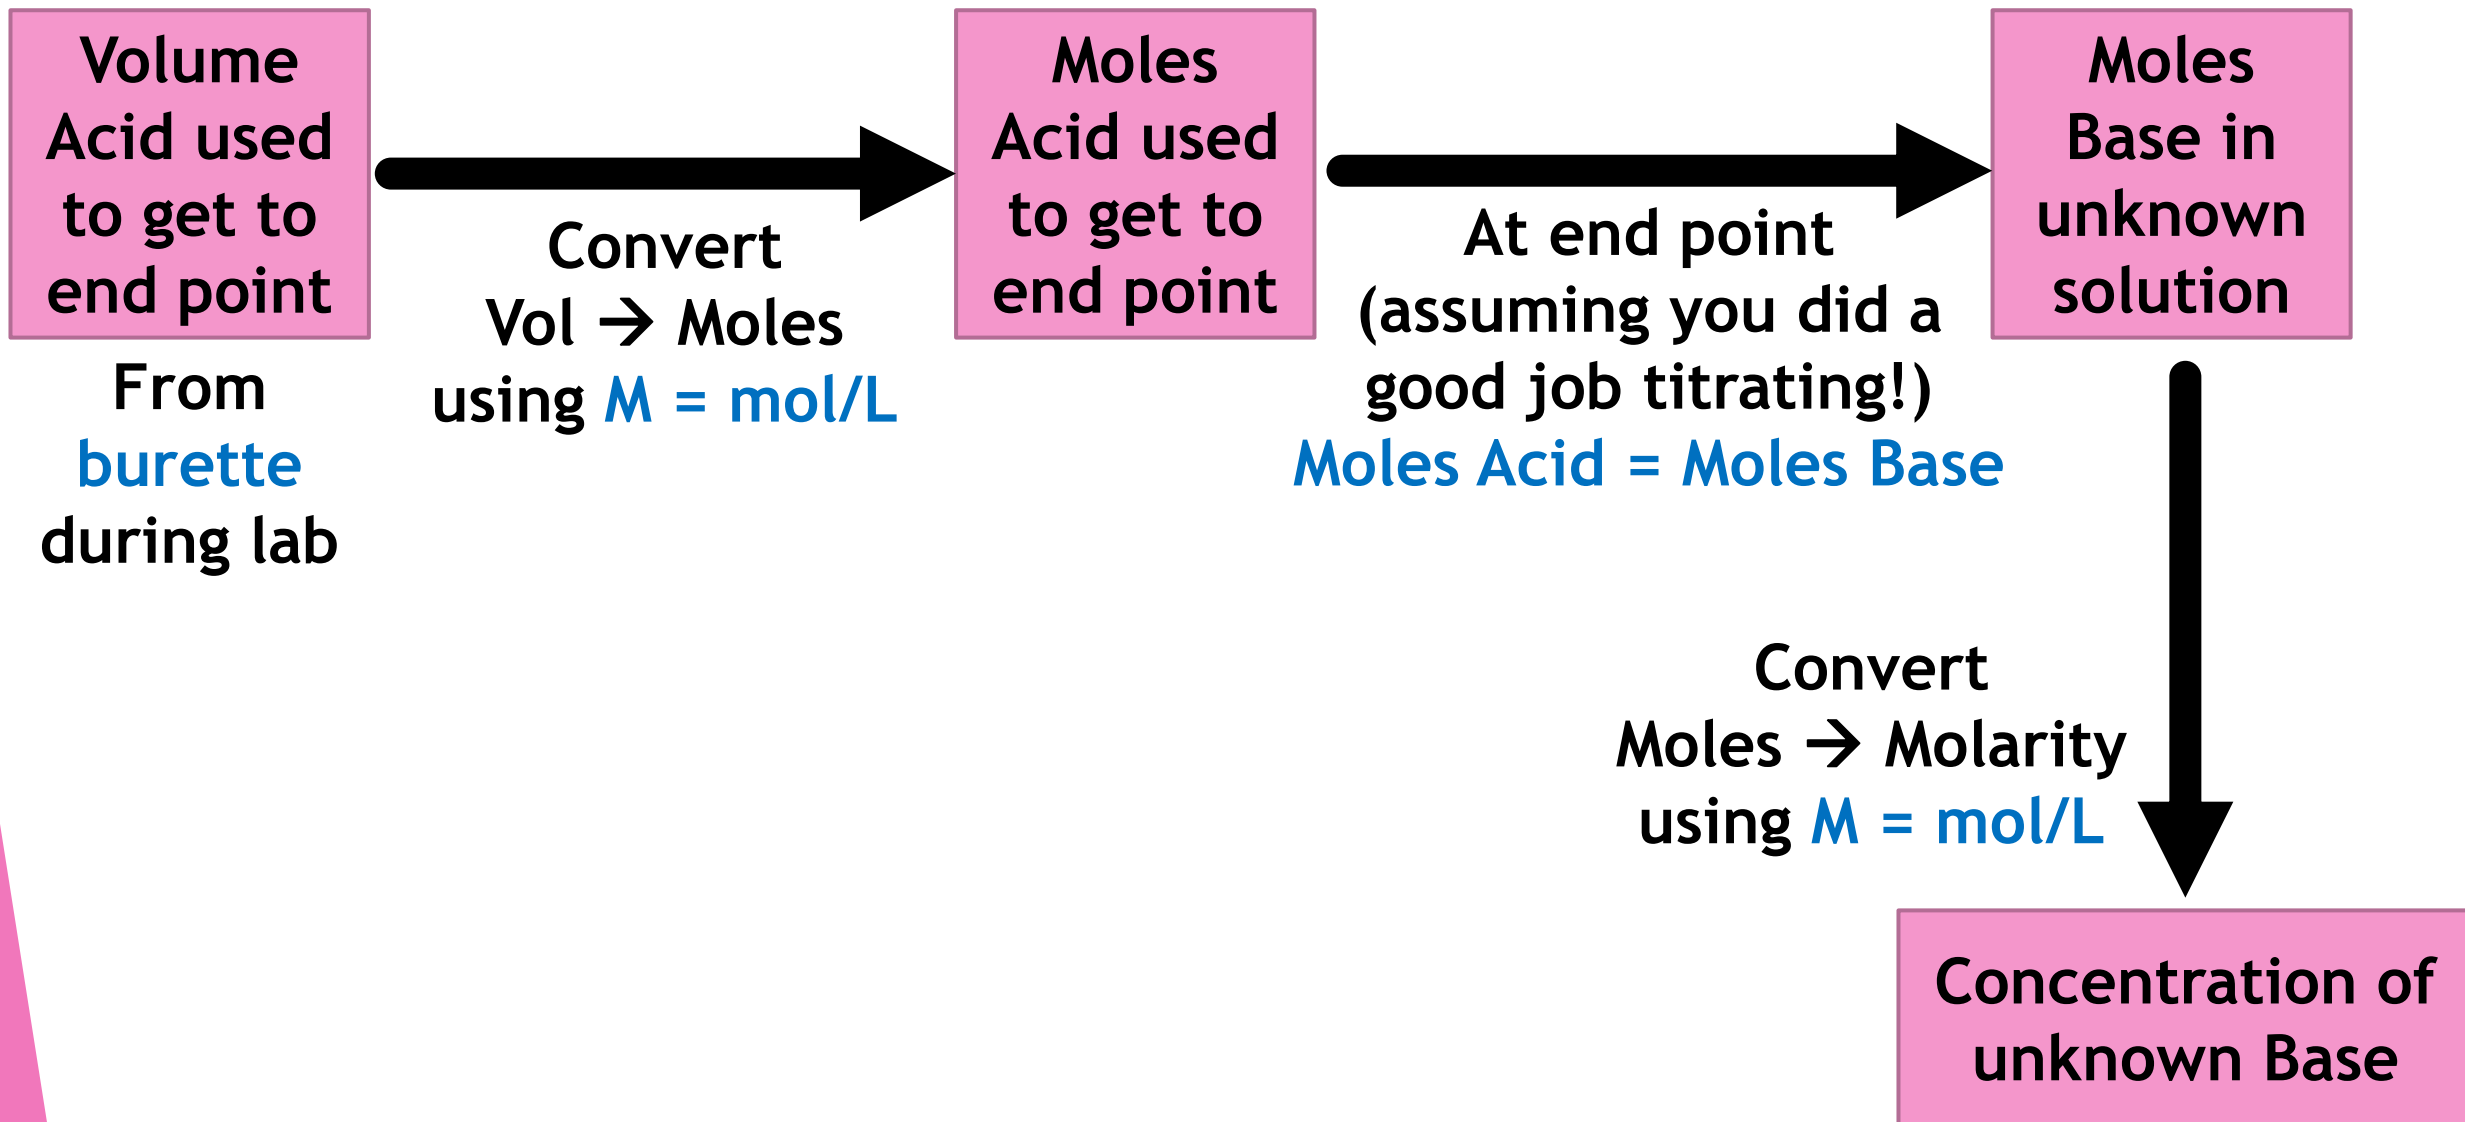 Volume
Acid used
to get to
end point
From
burette
during lab
Convert
Vol → Moles
using M = mol/L
Moles
Acid used
to get to
end point
At end point
(assuming you did a
good job titrating!)
Moles Acid = Moles Base
Moles
Base in
unknown
solution
Convert
Moles → Molarity
using M = mol/L
Concentration of
unknown Base